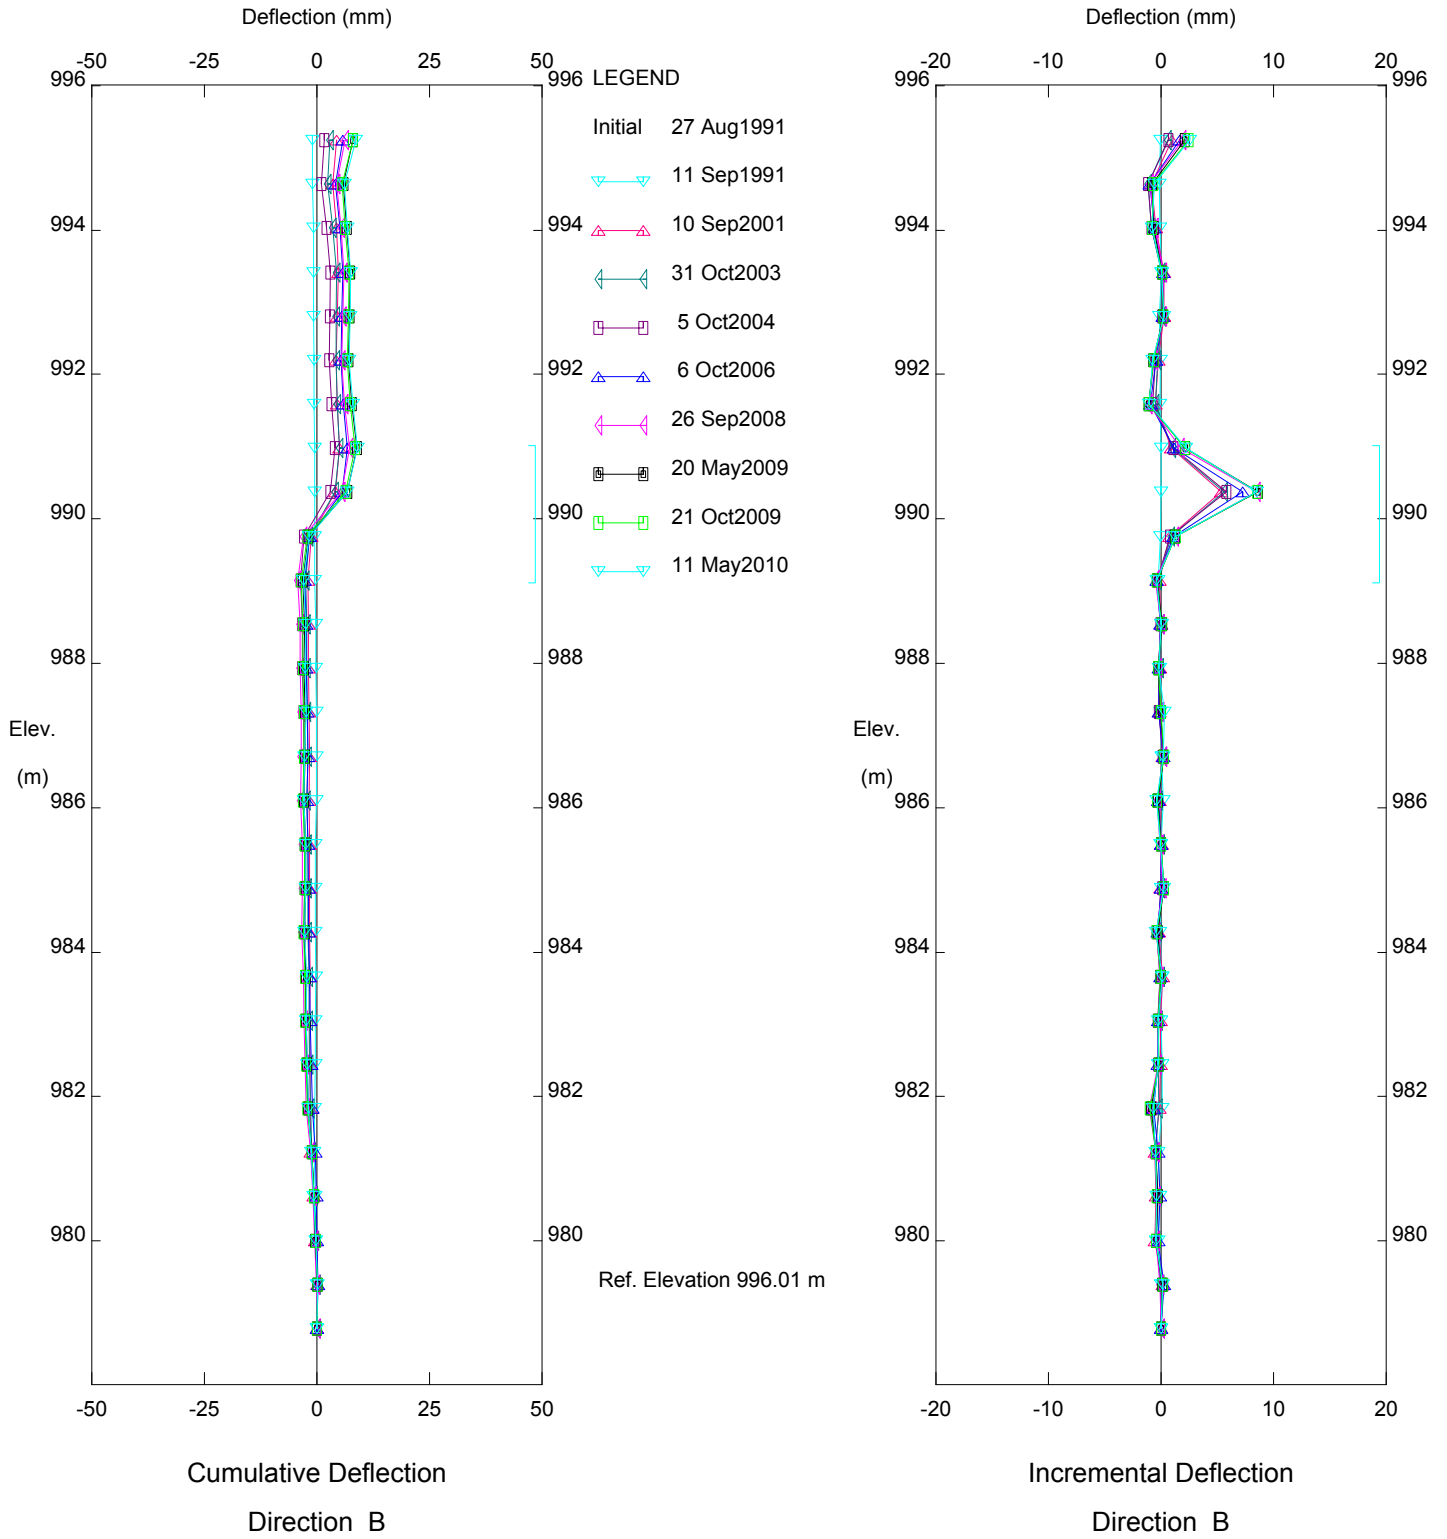 Deflection (mm)
-50 -25 0 25 50
996 996
994 994
992 992
990 990
988 988
Elev.
(m)
986 986
984 984
982 982
980 980
-50 -25 0 25 50
Cumulative Deflection
Direction B
LEGEND
Initial 27 Aug1991
11 Sep1991
10 Sep2001
31 Oct2003
5 Oct2004
6 Oct2006
26 Sep2008
20 May2009
21 Oct2009
11 May2010
Ref. Elevation 996.01 m
Deflection (mm)
-20 -10 0 10 20
996 996
994 994
992 992
990 990
988 988
Elev.
(m)
986 986
984 984
982 982
980 980
-20 -10 0 10 20
Incremental Deflection
Direction B